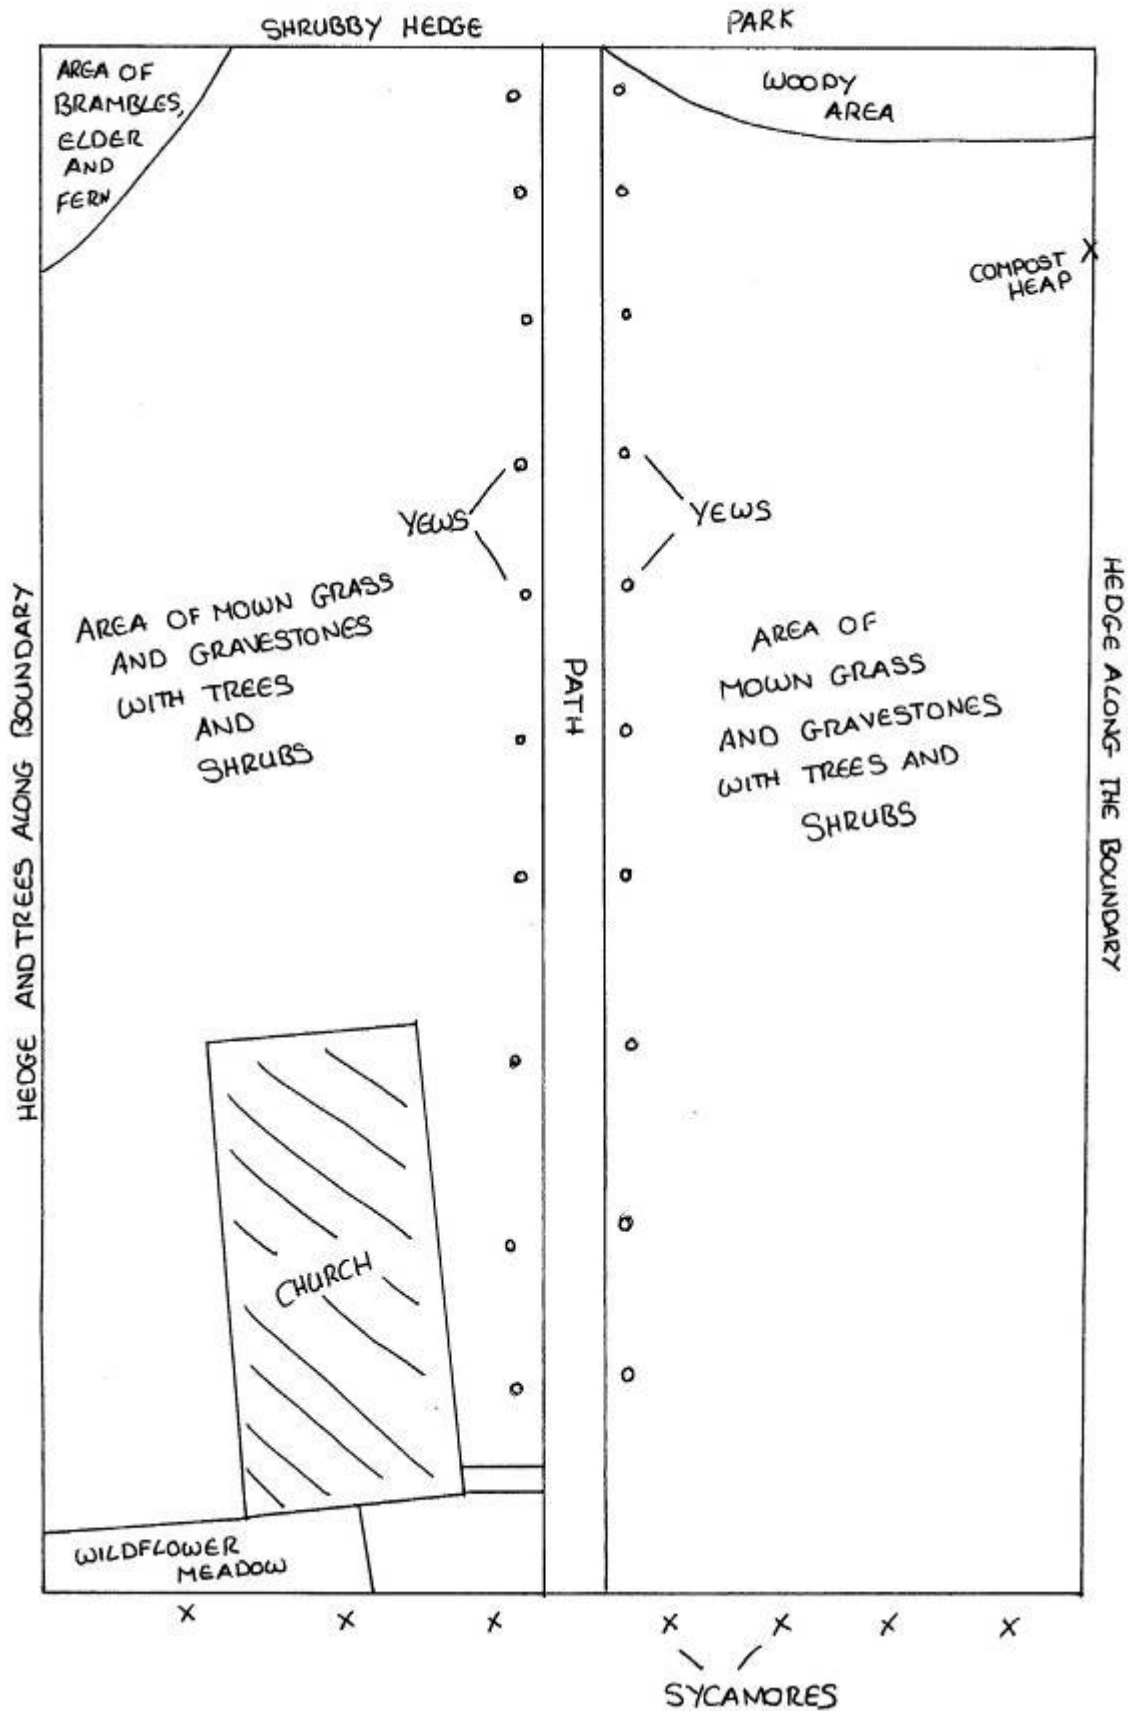 SHRUBBY HEDGE
PARK
AREA OF
BRAMBLES,
ELDER
AND
FERN
WOODY
AREA
COMPOST X
HEAP
YEWS
YEWS
HEDGE AND TREES ALONG BOUNDARY
AREA OF MOWN GRASS
AND GRAVESTONES
WITH TREES
AND
SHRUBS
PATH
AREA OF
MOWN GRASS
AND GRAVESTONES
WITH TREES AND
SHRUBS
HEDGE ALONG THE BOUNDARY
CHURCH
WILDFLOWER
MEADOW
X X X X X X X
SYCAMORES